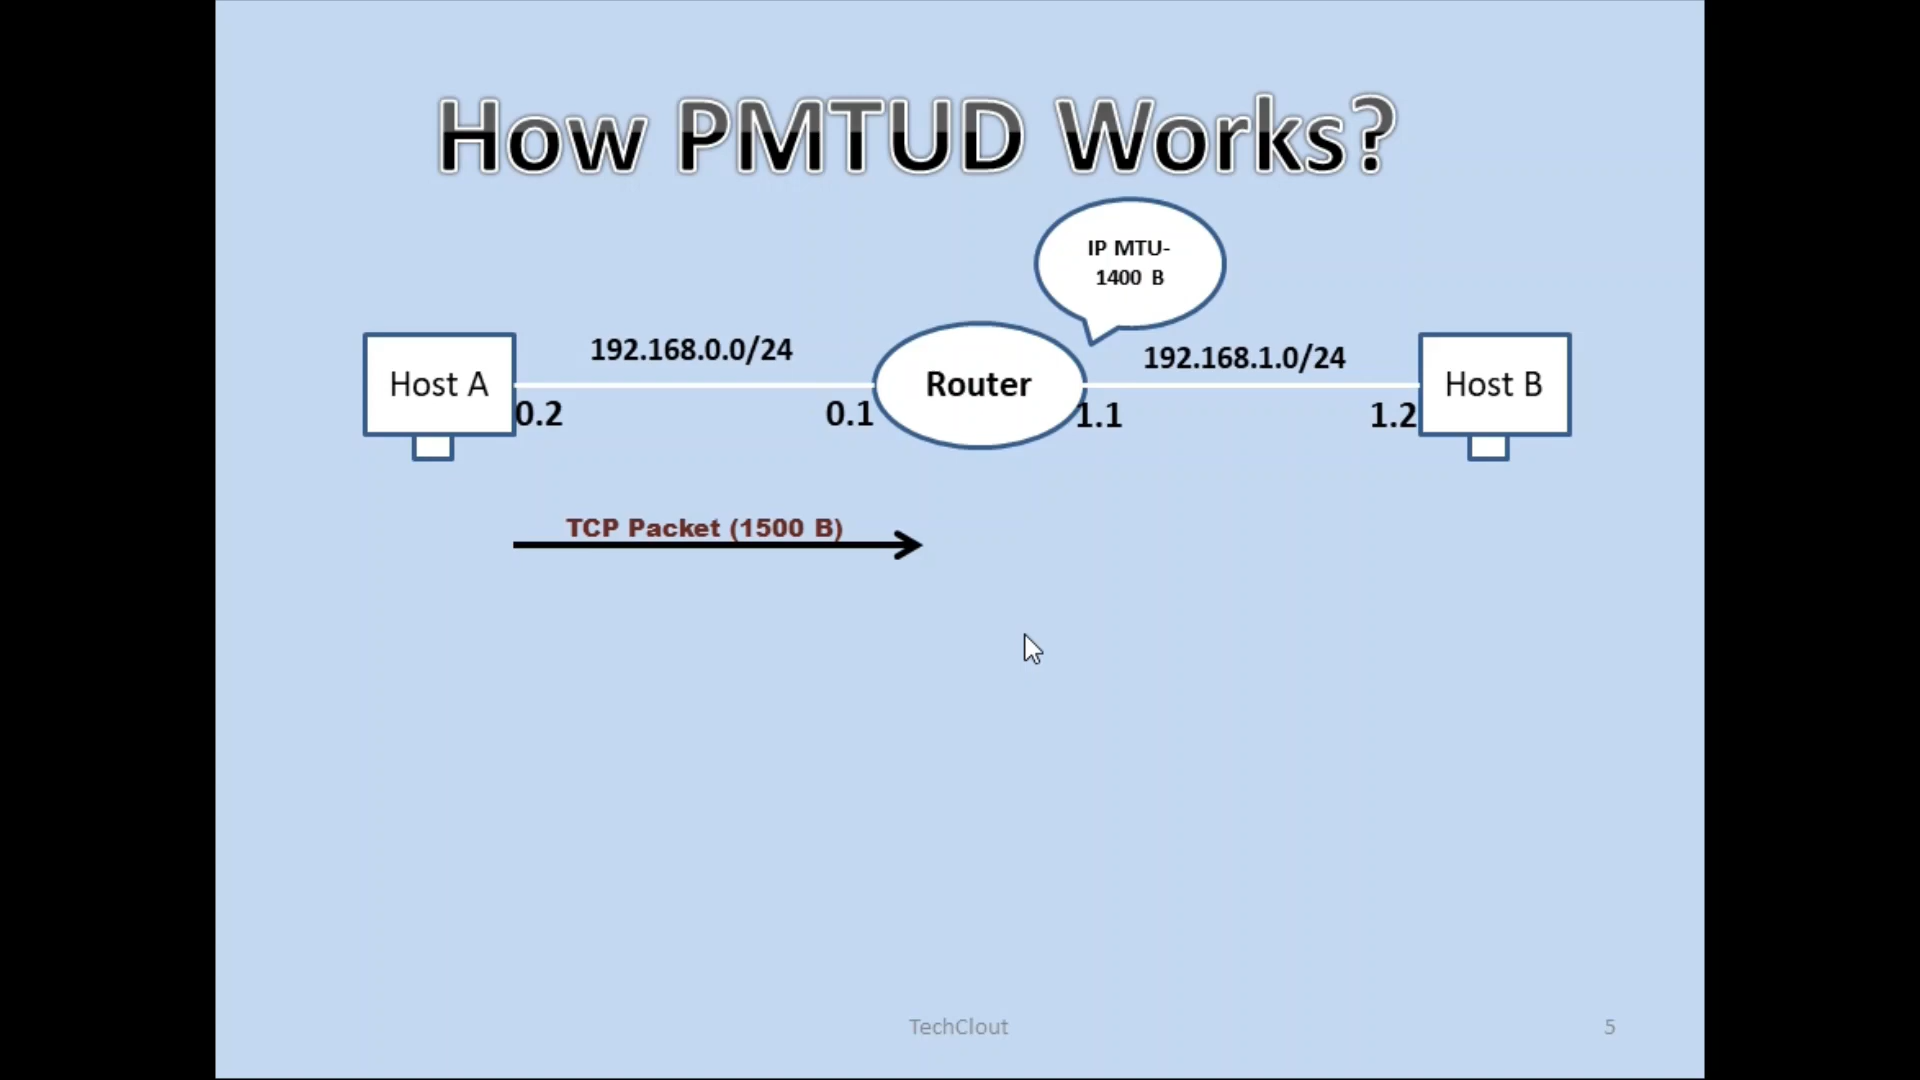 How PMTUD Works?
IP MTU-
1400 B
192.168.0.0/24
192.168.1.0/24
Host A
Router
Host B
0.2
0.1
1.1
1.2
TCP Packet (1500 B)
TechClout
5